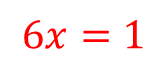 6x = 1